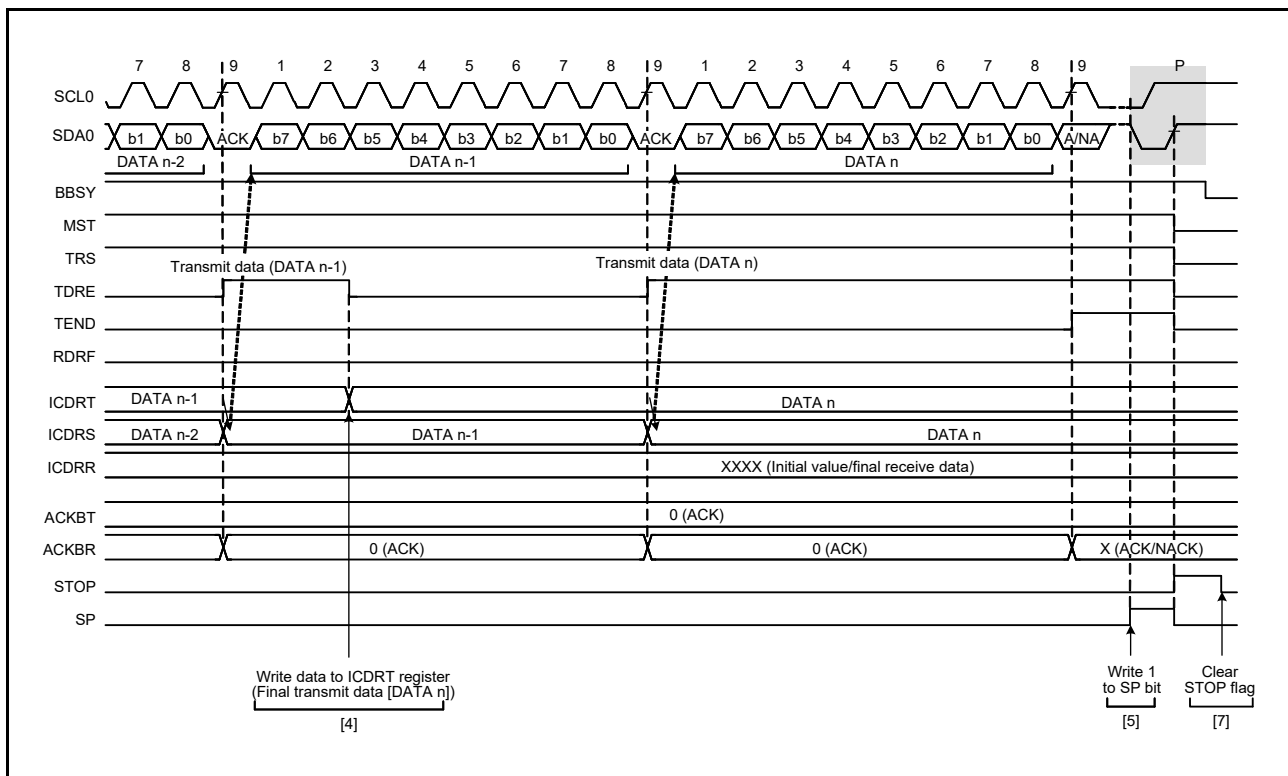 7 8 9 1 2 3 4 5 6 7 8 9 1 2 3 4 5 6 7 8 9 P
SCL0
SDA0 b1 b0 ACK b7 b6 b5 b4 b3 b2 b1 b0 ACK b7 b6 b5 b4 b3 b2 b1 b0 A/NA
DATA n-2 DATA n-1 DATA n
BBSY
MST
TRS
Transmit data (DATA n-1) Transmit data (DATA n)
TDRE
TEND
RDRF
ICDRT DATA n-1 DATA n
ICDRS DATA n-2 DATA n-1 DATA n
ICDRR XXXX (Initial value/final receive data)
ACKBT 0 (ACK)
ACKBR 0 (ACK) 0 (ACK) X (ACK/NACK)
STOP
SP
Write data to ICDRT register
(Final transmit data [DATA n])
[4]
Write 1
to SP bit
[5]
Clear
STOP flag
[7]